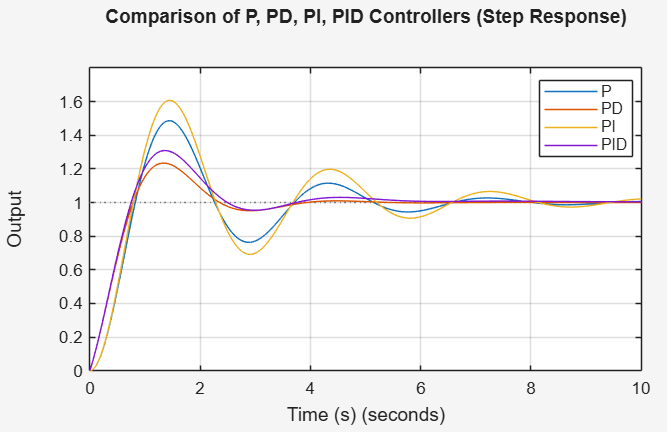 Comparison of P, PD, PI, PID Controllers (Step Response)
P
PD
PI
PID
Output
1.6
1.4
1.2
1
0.8
0.6
0.4
0.2
0
0 2 4 6 8 10
Time (s) (seconds)